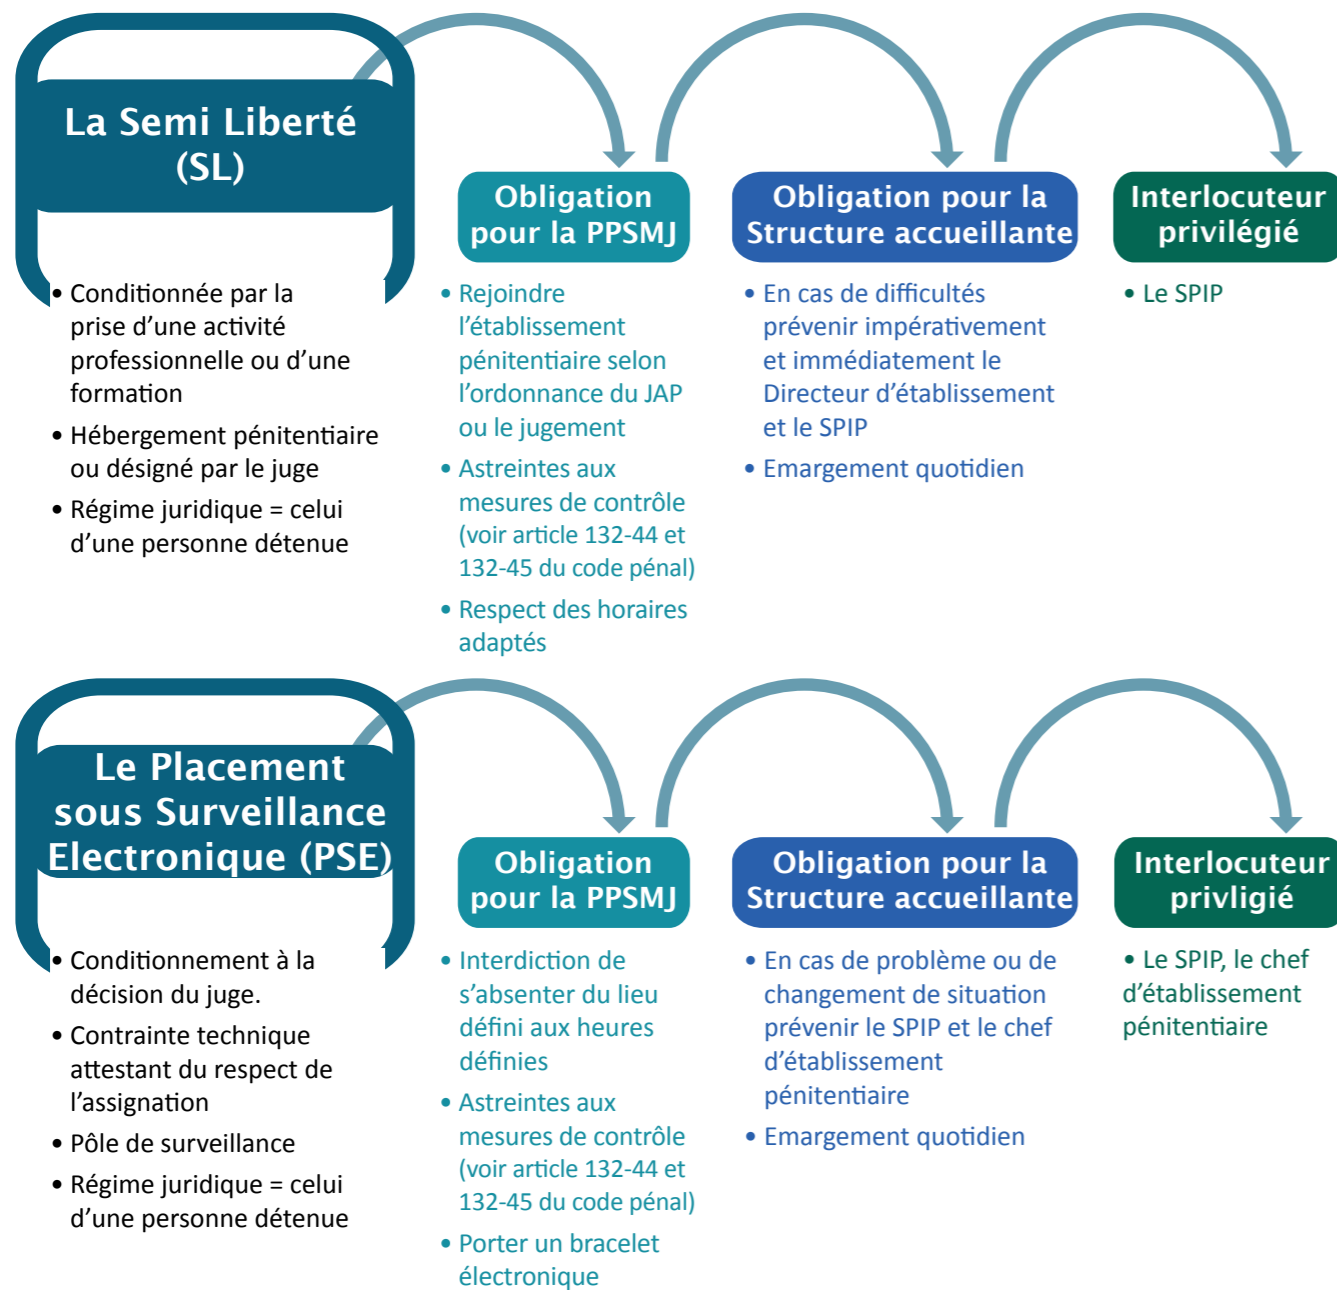 La Semi Liberté
(SL)
• Conditionnée par la
prise d’une activité
professionnelle ou d’une
formation
• Hébergement pénitentiaire
ou désigné par le juge
• Régime juridique = celui
d’une personne détenue
Obligation
pour la PPSMJ
• Rejoindre
l’établissement
pénitentiaire selon
l’ordonnance du JAP
ou le jugement
• Astreintes aux
mesures de contrôle
(voir article 132-44 et
132-45 du code pénal)
• Respect des horaires
adaptés
Obligation pour la
Structure accueillante
• En cas de difficultés
prévenir impérativement
et immédiatement le
Directeur d’établissement
et le SPIP
• Emargement quotidien
Interlocuteur
privilégié
• Le SPIP
Le Placement
sous Surveillance
Electronique (PSE)
• Conditionnement à la
décision du juge.
• Contrainte technique
attestant du respect de
l’assignation
• Pôle de surveillance
• Régime juridique = celui
d’une personne détenue
Obligation
pour la PPSMJ
• Interdiction de
s’absenter du lieu
défini aux heures
définies
• Astreintes aux
mesures de contrôle
(voir article 132-44 et
132-45 du code pénal)
• Porter un bracelet
électronique
Obligation pour la
Structure accueillante
• En cas de problème ou de
changement de situation
prévenir le SPIP et le chef
d’établissement
pénitentiaire
• Emargement quotidien
Interlocuteur
privligié
• Le SPIP, le chef
d’établissement
pénitentiaire